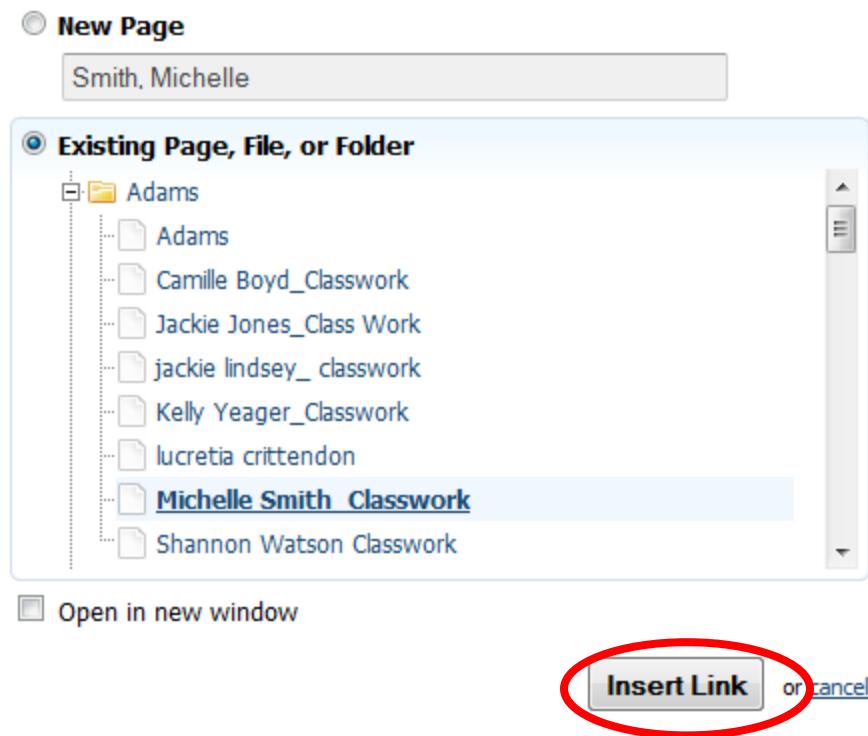 New Page
Smith, Michelle
Existing Page, File, or Folder
Adams
Adams
Camille Boyd_Classwork
Jackie Jones_Class Work
jackie lindsey_ classwork
Kelly Yeager_Classwork
lucretia crittendon
Michelle Smith_Classwork
Shannon Watson Classwork
Open in new window
Insert Link or cancel